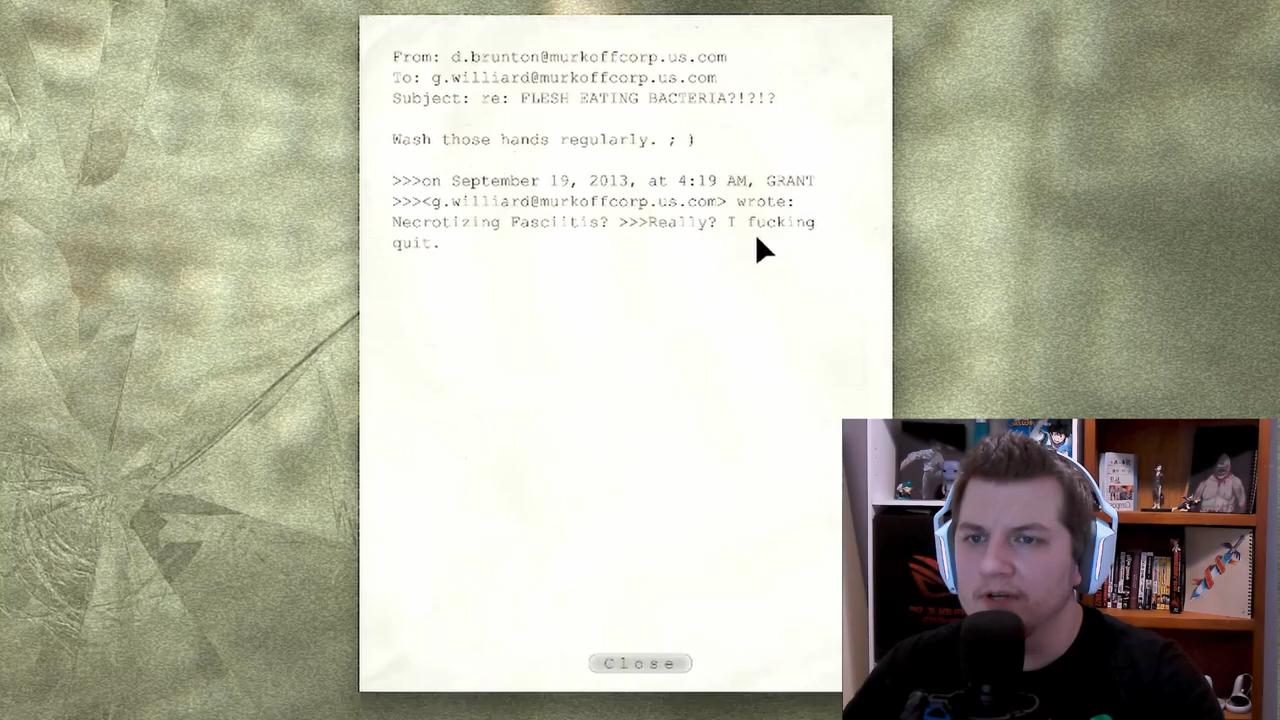 From: d.brunton@murkoffcorp.us.com
To: g.williard@murkoffcorp.us.com
Subject: re: FLESH EATING BACTERIA?!?!?
Wash those hands regularly. ; )
>>>on September 19, 2013, at 4:19 AM, GRANT
>>><g.williard@murkoffcorp.us.com> wrote:
Necrotizing Fasciitis? >>>Really? I fucking
quit.
Close